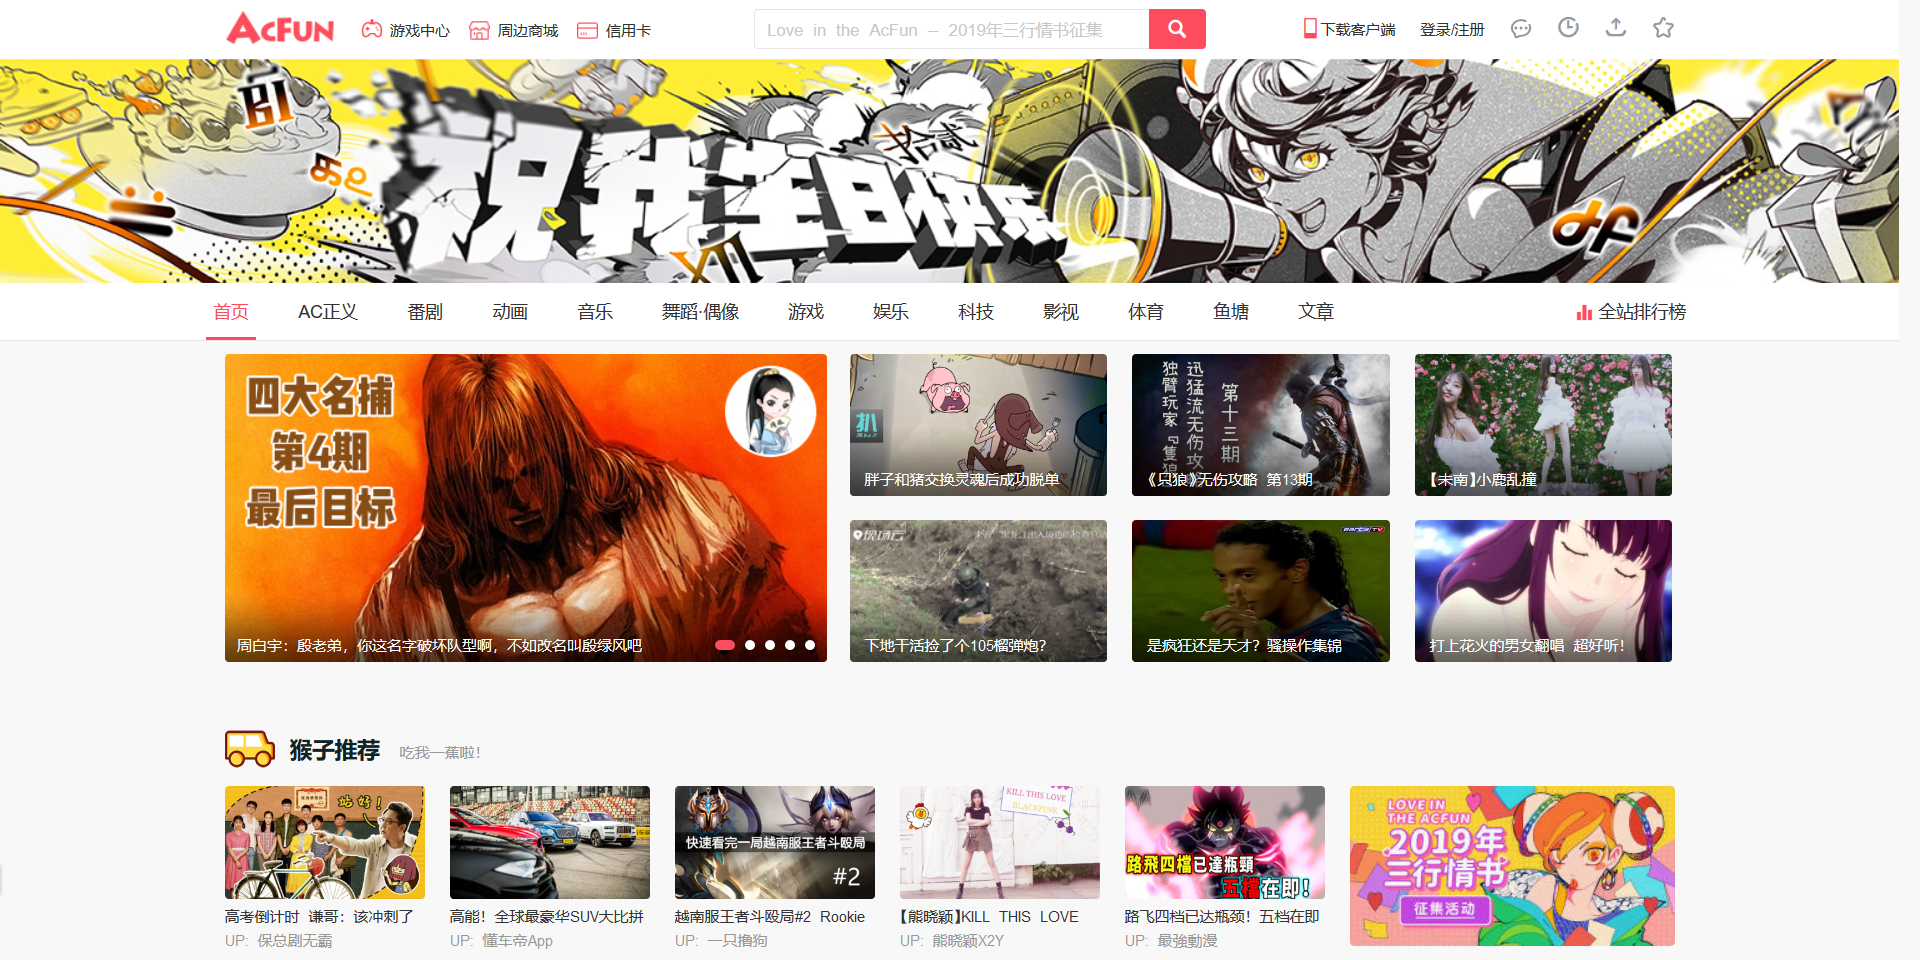 ACFUN 游戏中心 周边商城 信用卡 Love in the AcFun -- 2019年三行情书征集 下载客户端 登录/注册
祝我生日快乐
拾贰
XII
首页 AC正义 番剧 动画 音乐 舞蹈·偶像 游戏 娱乐 科技 影视 体育 鱼塘 文章 全站排行榜
四大名捕
第4期
最后目标
周白宇：殷老弟，你这名字破坏队型啊，不如改名叫殷绿风吧
扒
胖子和猪交换灵魂后成功脱单
独臂玩家『隻狼』
迅猛流无伤攻
第十三期
《只狼》无伤攻略 第13期
【未南】小鹿乱撞
下地干活捡了个105榴弹炮？
是疯狂还是天才？骚操作集锦
打上花火的男女翻唱 超好听！
猴子推荐 吃我一蕉啦！
站好！
高考倒计时 谦哥：该冲刺了
UP: 保总剧无霸
高能！全球最豪华SUV大比拼
UP: 懂车帝App
快速看完一局越南服王者斗殴局
#2
越南服王者斗殴局#2 Rookie
UP: 一只撸狗
KILL THIS LOVE
BLACKPINK
【熊晓颖】KILL THIS LOVE
UP: 熊晓颖X2Y
路飛四檔已達瓶頸
五檔在即！
路飞四档已达瓶颈！五档在即
UP: 最強動漫
LOVE IN
THE ACFUN
2019年
三行情书
征集活动